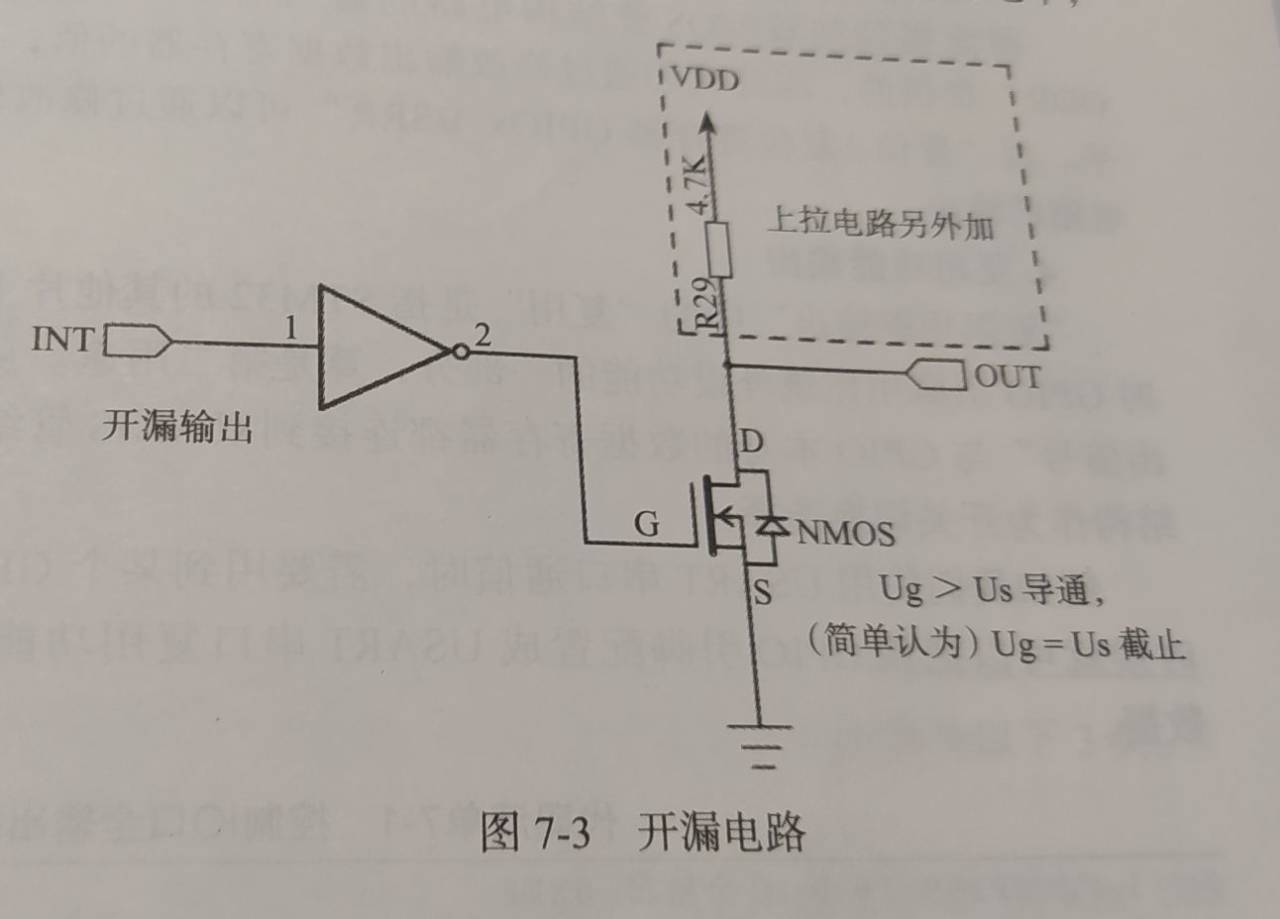 VDD
4.7K
上拉电路另外加
R29
INT
1
2
OUT
开漏输出
D
G
NMOS
S
Ug > Us 导通，
（简单认为）Ug = Us 截止
图 7-3 开漏电路